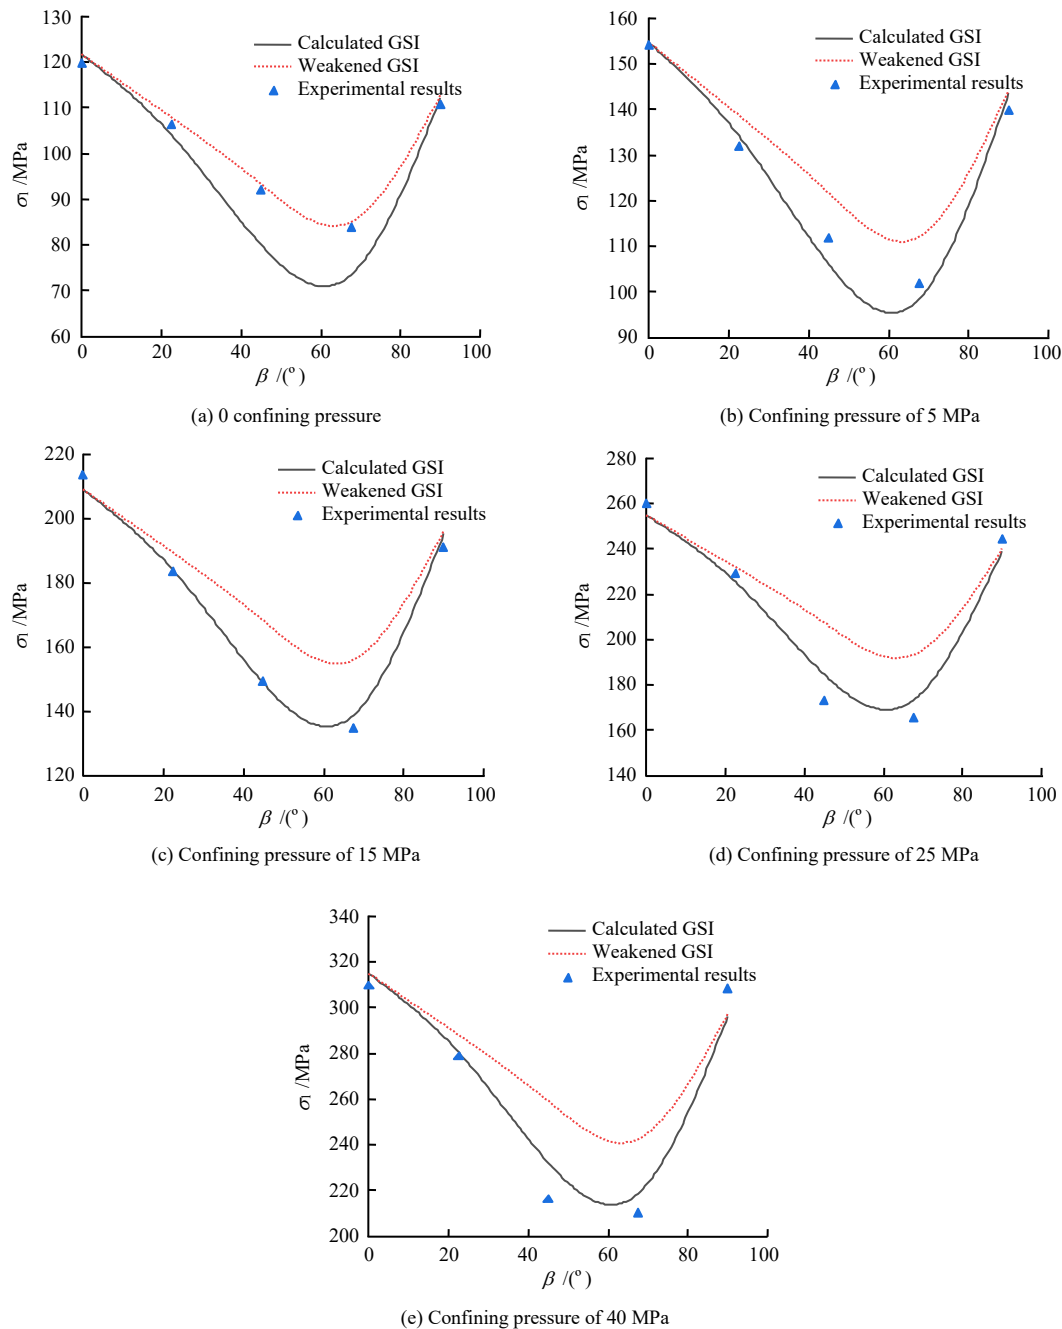 130
120
110
100
90
80
70
60
0
20
40
60
80
100
σ1 /MPa
β /(°)
Calculated GSI
Weakened GSI
Experimental results
(a) 0 confining pressure
160
150
140
130
120
110
100
90
0
20
40
60
80
100
σ1 /MPa
β /(°)
Calculated GSI
Weakened GSI
Experimental results
(b) Confining pressure of 5 MPa
220
200
180
160
140
120
0
20
40
60
80
100
σ1 /MPa
β /(°)
Calculated GSI
Weakened GSI
Experimental results
(c) Confining pressure of 15 MPa
280
260
240
220
200
180
160
140
0
20
40
60
80
100
σ1 /MPa
β /(°)
Calculated GSI
Weakened GSI
Experimental results
(d) Confining pressure of 25 MPa
340
320
300
280
260
240
220
200
0
20
40
60
80
100
σ1 /MPa
β /(°)
Calculated GSI
Weakened GSI
Experimental results
(e) Confining pressure of 40 MPa